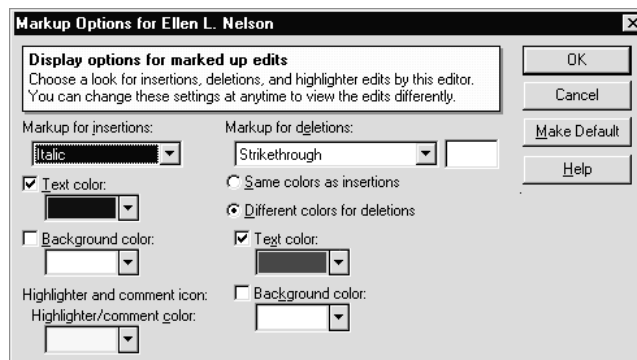 Markup Options for Ellen L. Nelson
Display options for marked up edits
Choose a look for insertions, deletions, and highlighter edits by this editor.
You can change these settings at anytime to view the edits differently.
OK
Cancel
Make Default
Help
Markup for insertions:
Italic
Text color:
Background color:
Highlighter and comment icon:
Highlighter/comment color:
Markup for deletions:
Strikethrough
Same colors as insertions
Different colors for deletions
Text color:
Background color: